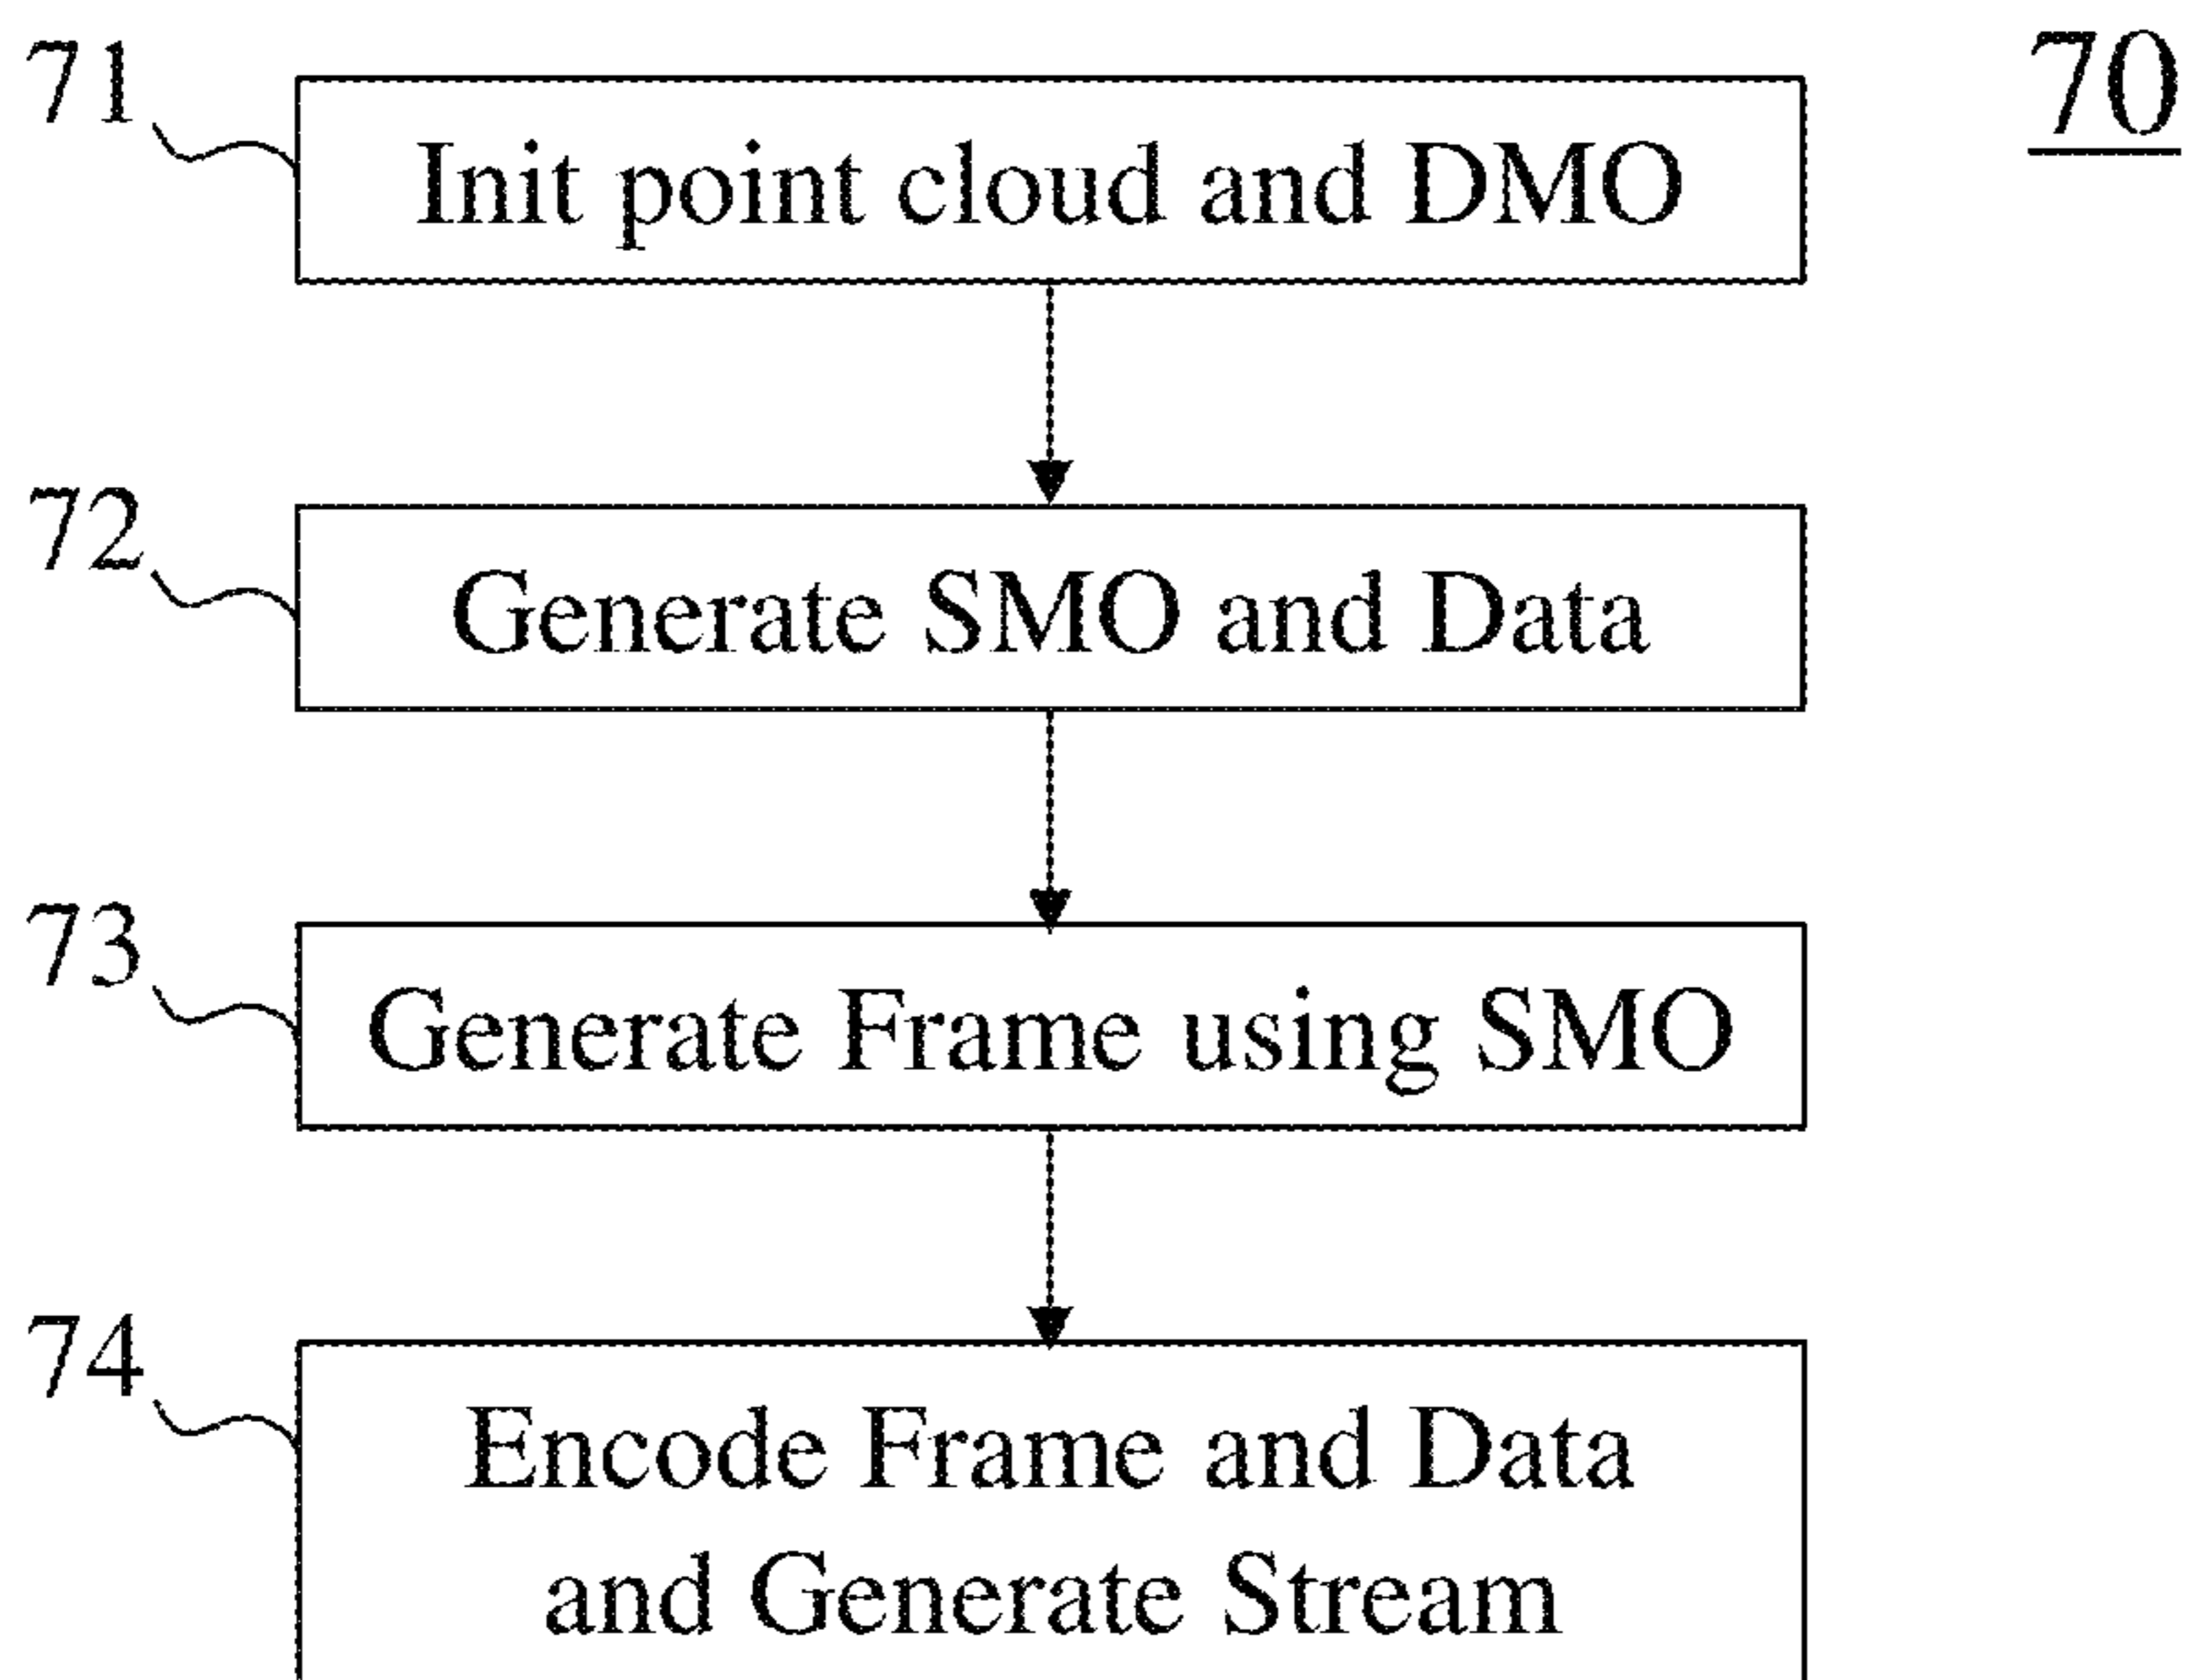 70
71
Init point cloud and DMO
72
Generate SMO and Data
73
Generate Frame using SMO
74
Encode Frame and Data
and Generate Stream